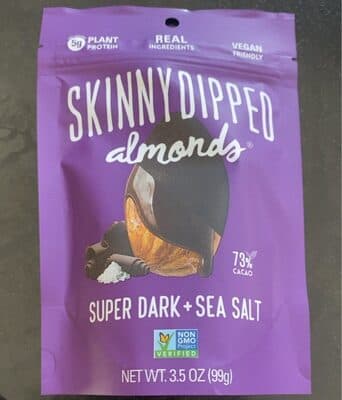 5g PLANT PROTEIN
REAL INGREDIENTS
VEGAN FRIENDLY
SKINNYDIPPED
almonds®
73% CACAO
SUPER DARK + SEA SALT
NON GMO Project VERIFIED
NET WT. 3.5 OZ (99g)